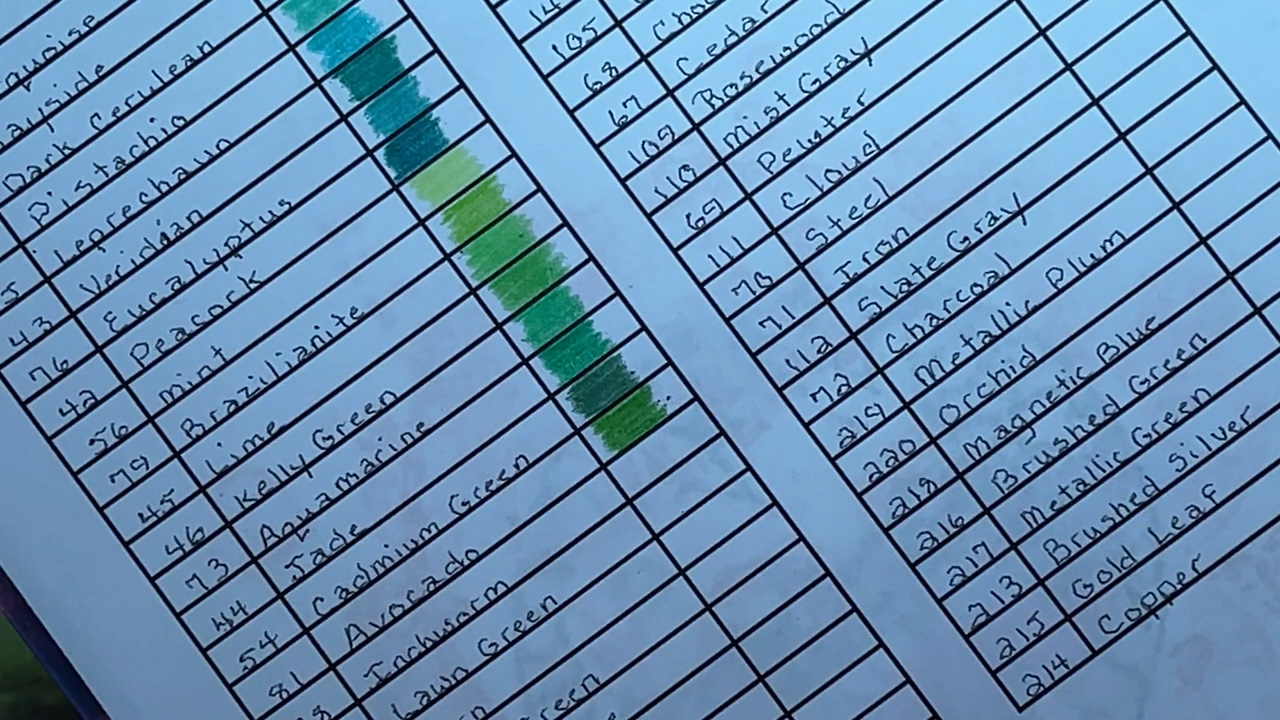 Dark Cerulean
Pistachio
Leprechaun
43 Veridian
76 Eucalyptus
42 Peacock
56 mint
79 Brazilianite
45 Lime
46 Kelly Green
73 Aquamarine
44 Jade
54 Cadmium Green
81 Avocado
Inchworm
Lawn Green
105
68
67 Cedar
109 Rosewood
110 Mist Gray
69 Pewter
111 Cloud
70 Steel
71 Iron
112 Slate Gray
72 Charcoal
219 Metallic Plum
220 Orchid
218 Magnetic Blue
216 Brushed Green
217 Metallic Green
213 Brushed Silver
215 Gold Leaf
214 Copper